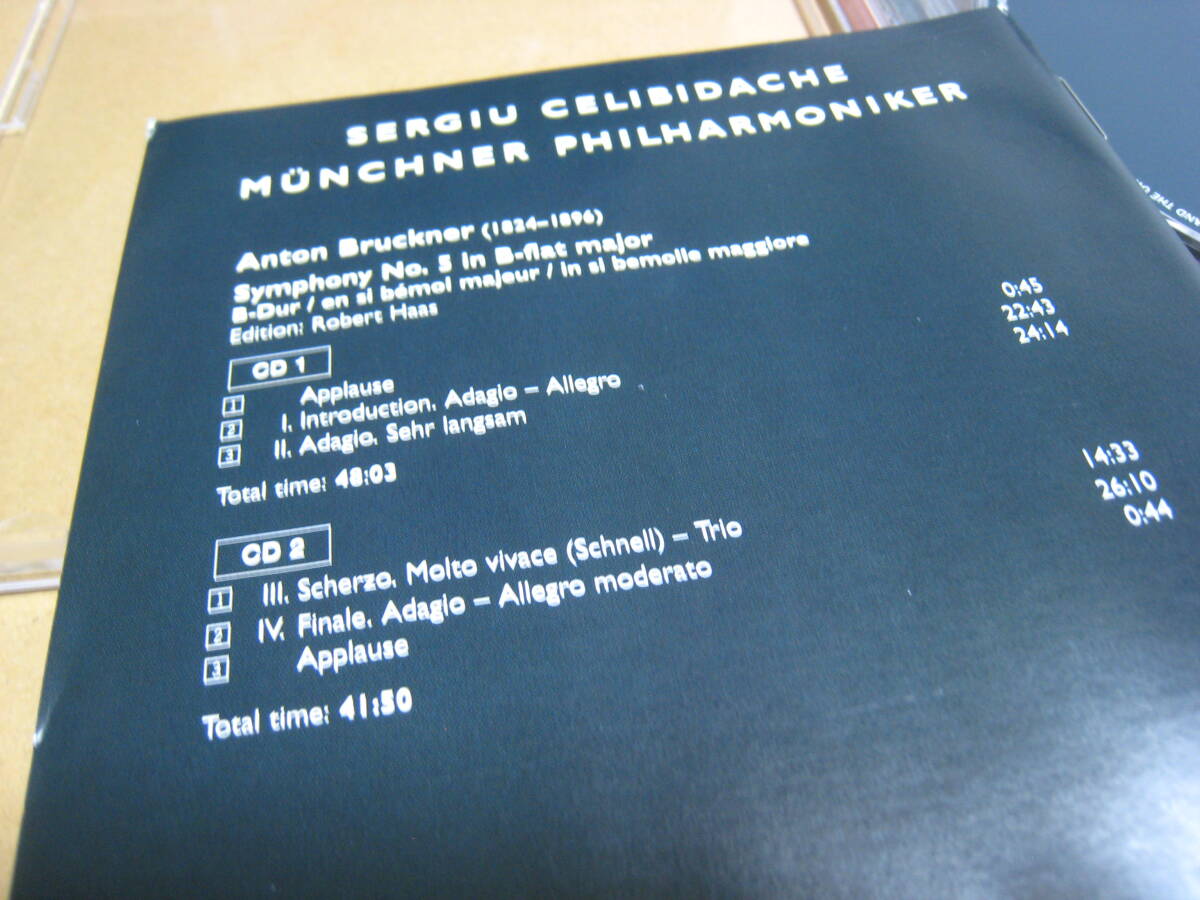 SERGIU CELIBIDACHE
MÜNCHNER PHILHARMONIKER
Anton Bruckner (1824–1896)
Symphony No. 5 in B-flat major
B-Dur / en si bémol majeur / in si bemolle maggiore
Edition: Robert Haas
CD 1
1 Applause 0:45
2 I. Introduction. Adagio – Allegro 22:43
3 II. Adagio. Sehr langsam 24:14
Total time: 48:03
CD 2
1 III. Scherzo. Molto vivace (Schnell) – Trio 14:33
2 IV. Finale. Adagio – Allegro moderato 26:10
3 Applause 0:44
Total time: 41:50
AND THE